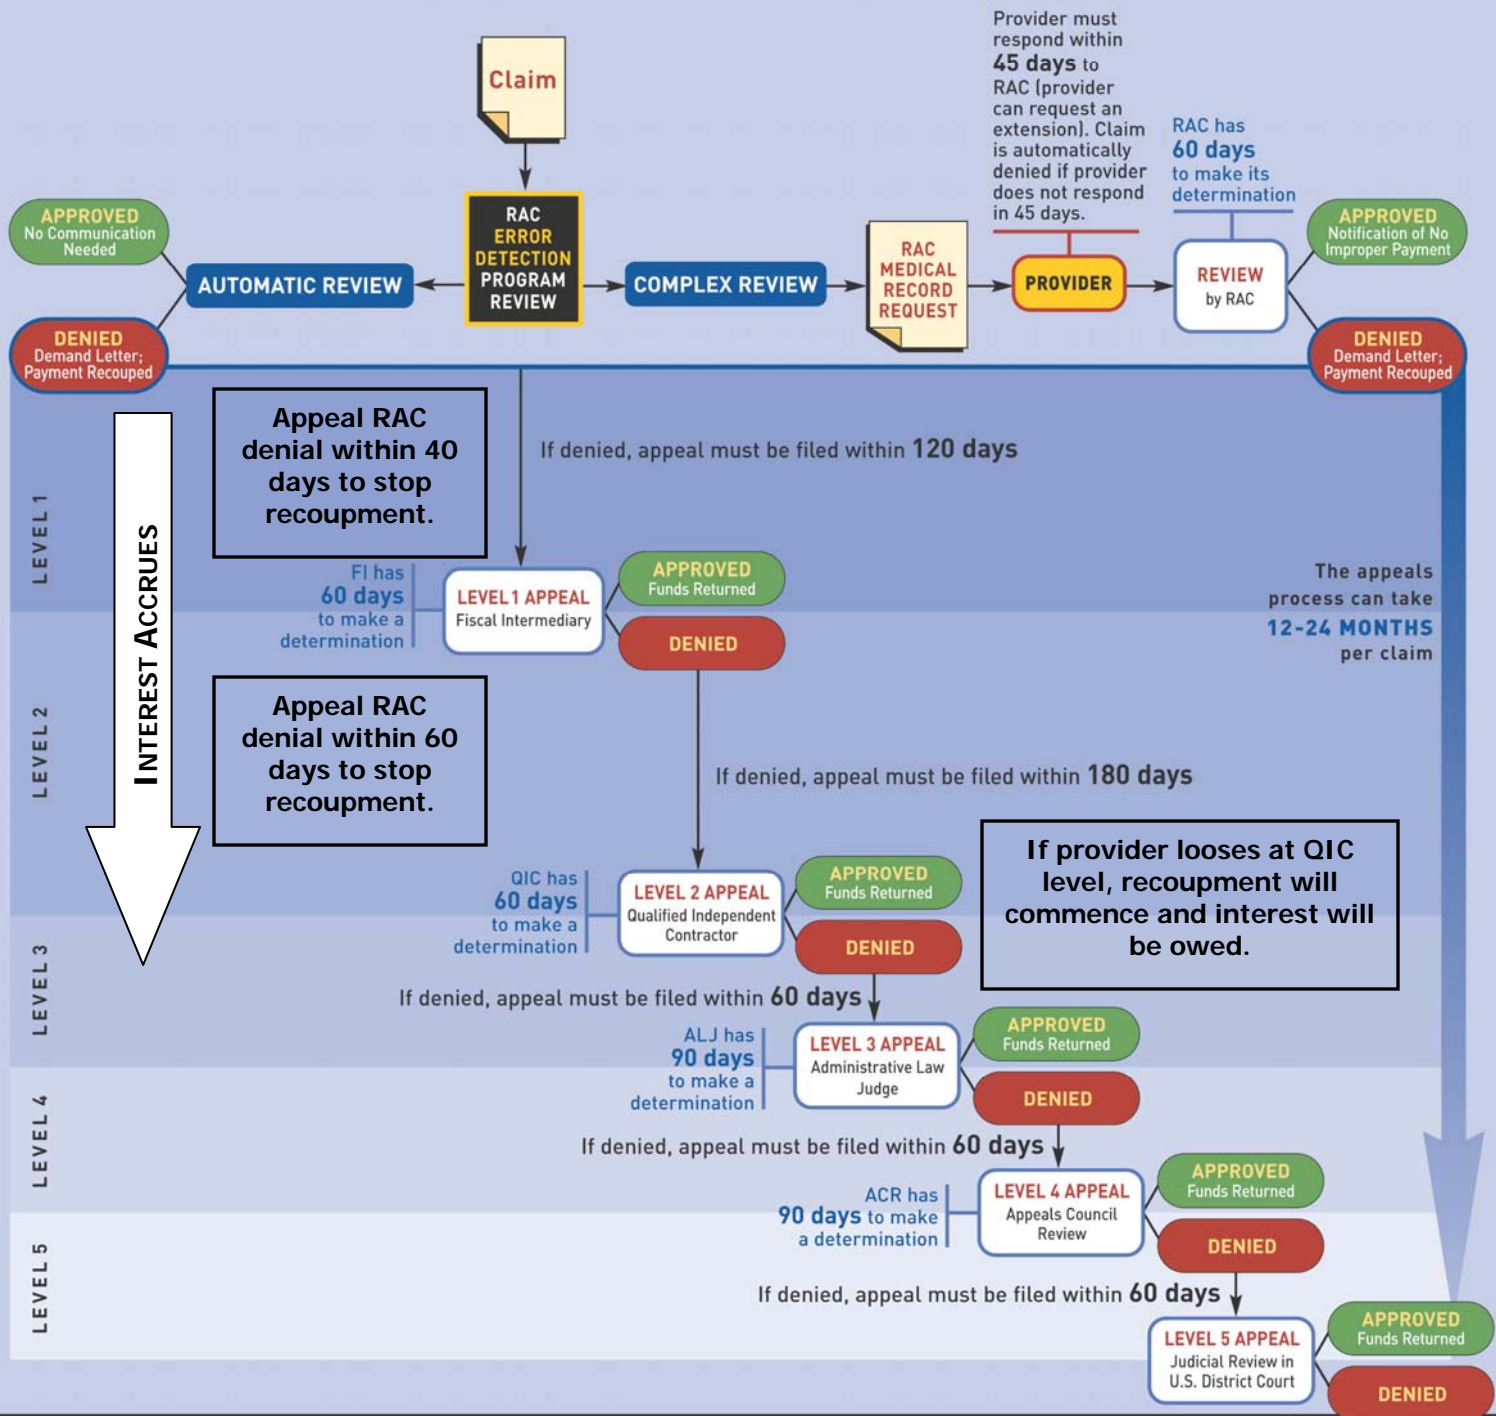 Claim
Provider must
respond within
45 days to
RAC (provider
can request an
extension). Claim
is automatically
denied if provider
does not respond
in 45 days.
RAC has
60 days
to make its
determination
APPROVED
No Communication
Needed
RAC
ERROR
DETECTION
PROGRAM
REVIEW
AUTOMATIC REVIEW
COMPLEX REVIEW
RAC
MEDICAL
RECORD
REQUEST
PROVIDER
REVIEW
by RAC
APPROVED
Notification of No
Improper Payment
DENIED
Demand Letter;
Payment Recouped
DENIED
Demand Letter;
Payment Recouped
LEVEL 1
INTEREST ACCRUES
Appeal RAC
denial within 40
days to stop
recoupment.
If denied, appeal must be filed within 120 days
FI has
60 days
to make a
determination
LEVEL 1 APPEAL
Fiscal Intermediary
APPROVED
Funds Returned
DENIED
The appeals
process can take
12-24 MONTHS
per claim
LEVEL 2
Appeal RAC
denial within 60
days to stop
recoupment.
If denied, appeal must be filed within 180 days
QIC has
60 days
to make a
determination
LEVEL 2 APPEAL
Qualified Independent
Contractor
APPROVED
Funds Returned
DENIED
If provider looses at QIC
level, recoupment will
commence and interest will
be owed.
LEVEL 3
If denied, appeal must be filed within 60 days
ALJ has
90 days
to make a
determination
LEVEL 3 APPEAL
Administrative Law
Judge
APPROVED
Funds Returned
DENIED
LEVEL 4
If denied, appeal must be filed within 60 days
ACR has
90 days to make
a determination
LEVEL 4 APPEAL
Appeals Council
Review
APPROVED
Funds Returned
DENIED
LEVEL 5
If denied, appeal must be filed within 60 days
LEVEL 5 APPEAL
Judicial Review in
U.S. District Court
APPROVED
Funds Returned
DENIED